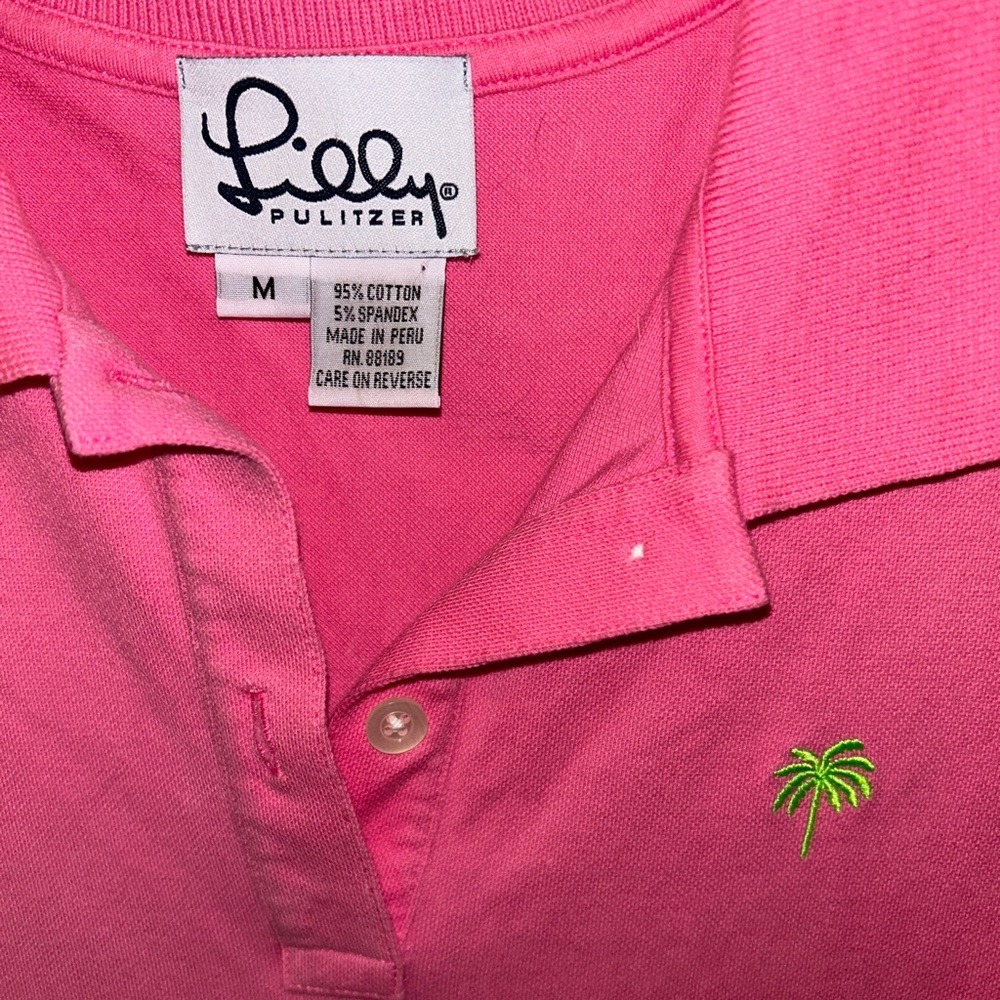 Lilly®
PULITZER
M
95% COTTON
5% SPANDEX
MADE IN PERU
RN. 88189
CARE ON REVERSE